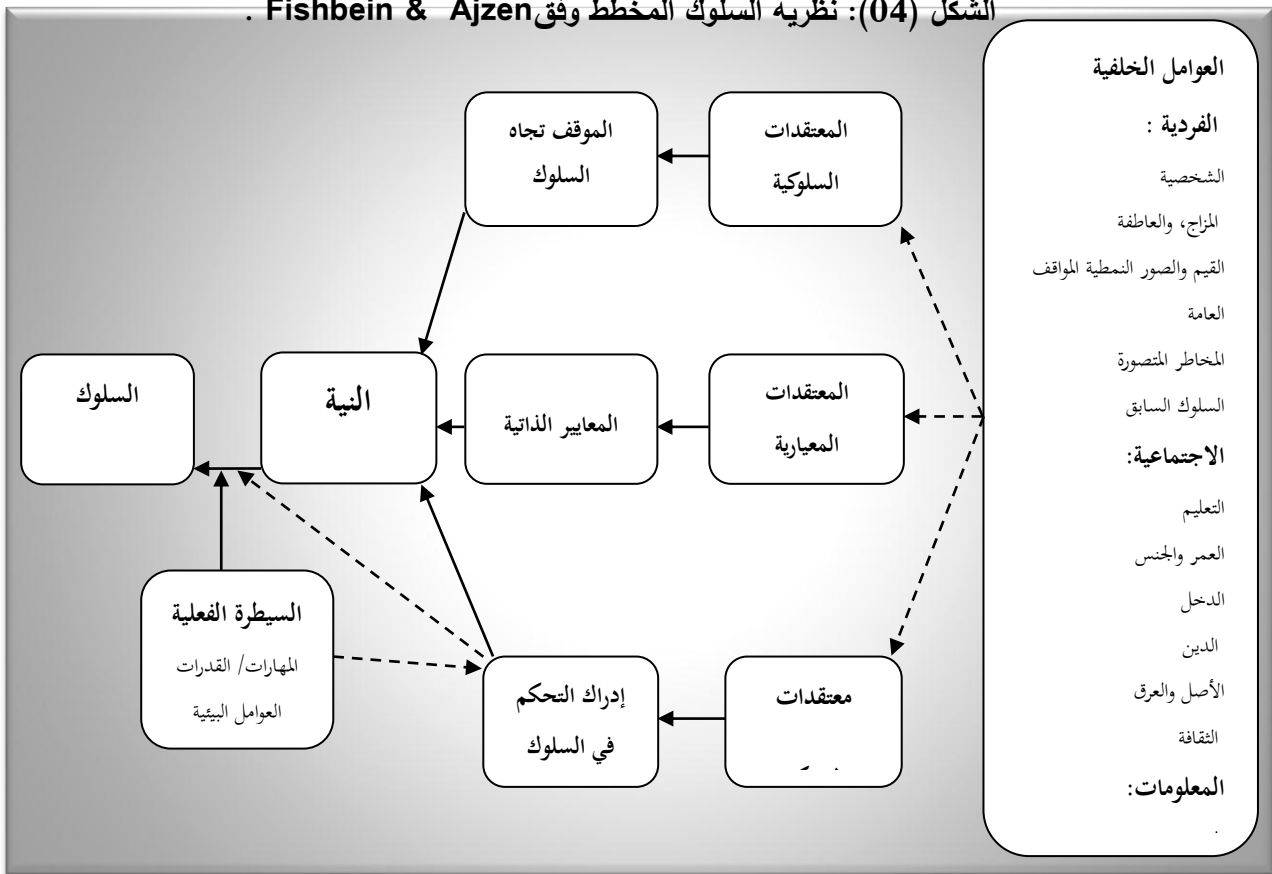 الشكل (04): نظرية السلوك المخطط وفق Fishbein & Ajzen .
العوامل الخلفية
الفردية :
الشخصية
المزاج، والعاطفة
القيم والصور النمطية المواقف
العامة
المخاطر المتصورة
السلوك السابق
الاجتماعية:
التعليم
العمر والجنس
الدخل
الدين
الأصل والعرق
الثقافة
المعلومات:
المعتقدات
السلوكية
الموقف تجاه
السلوك
المعتقدات
المعيارية
المعايير الذاتية
النية
السلوك
معتقدات
إدراك التحكم
في السلوك
السيطرة الفعلية
المهارات/ القدرات
العوامل البيئية